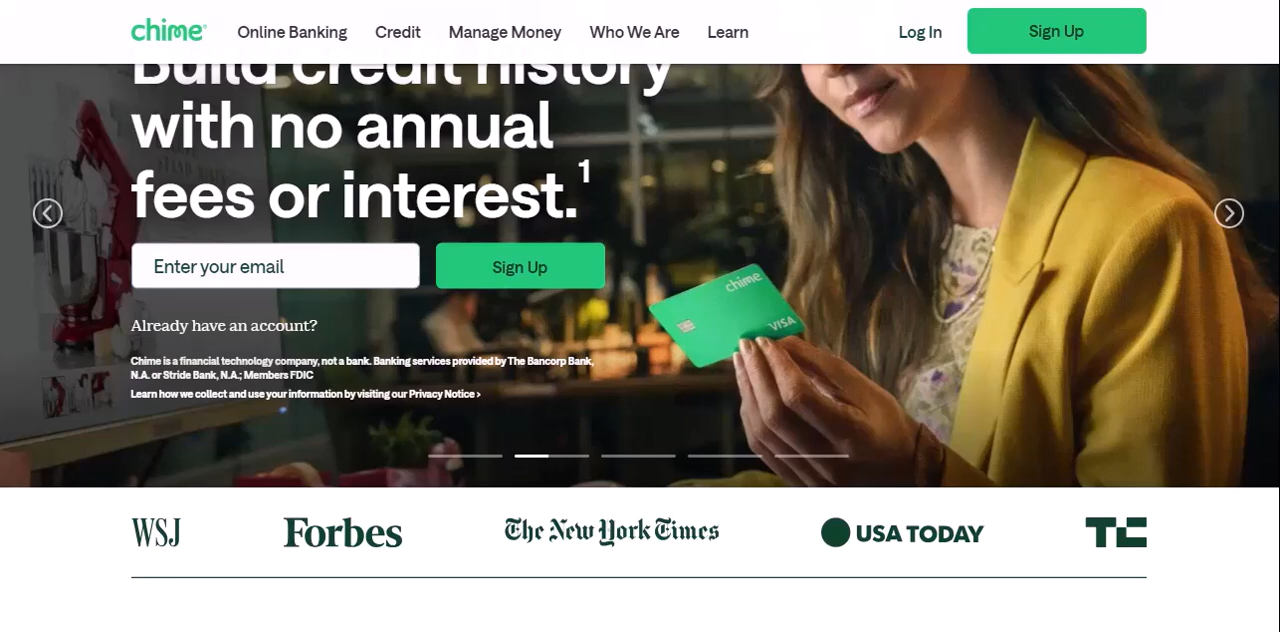 chime
Online Banking
Credit
Manage Money
Who We Are
Learn
Log In
Sign Up
Build credit history
with no annual
fees or interest.1
Enter your email
Sign Up
Already have an account?
Chime is a financial technology company, not a bank. Banking services provided by The Bancorp Bank,
N.A. or Stride Bank, N.A.; Members FDIC
Learn how we collect and use your information by visiting our Privacy Notice >
chime
VISA
WSJ
Forbes
The New York Times
USA TODAY
TC